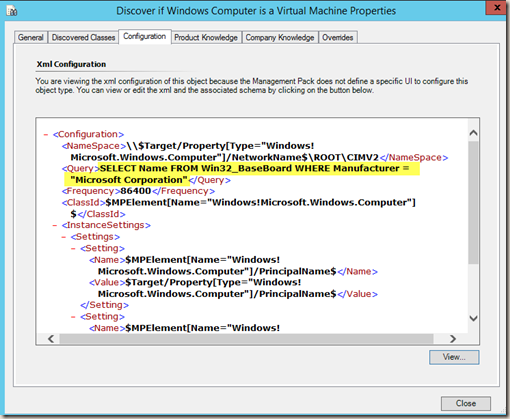 Discover if Windows Computer is a Virtual Machine Properties
General Discovered Classes Configuration Product Knowledge Company Knowledge Overrides
Xml Configuration
You are viewing the xml configuration of this object because the Management Pack does not define a specific UI to configure this
object type. You can view or edit the xml and the associated schema by clicking on the button below.
- <Configuration>
<NameSpace>\\$Target/Property[Type="Windows!
Microsoft.Windows.Computer"]/NetworkName$\ROOT\CIMV2</NameSpace>
<Query>SELECT Name FROM Win32_BaseBoard WHERE Manufacturer =
"Microsoft Corporation"</Query>
<Frequency>86400</Frequency>
<ClassId>$MPElement[Name="Windows!Microsoft.Windows.Computer"]
$</ClassId>
- <InstanceSettings>
- <Settings>
- <Setting>
<Name>$MPElement[Name="Windows!
Microsoft.Windows.Computer"]/PrincipalName$</Name>
<Value>$Target/Property[Type="Windows!
Microsoft.Windows.Computer"]/PrincipalName$</Value>
</Setting>
- <Setting>
<Name>$MPElement[Name="Windows!
View...
Close